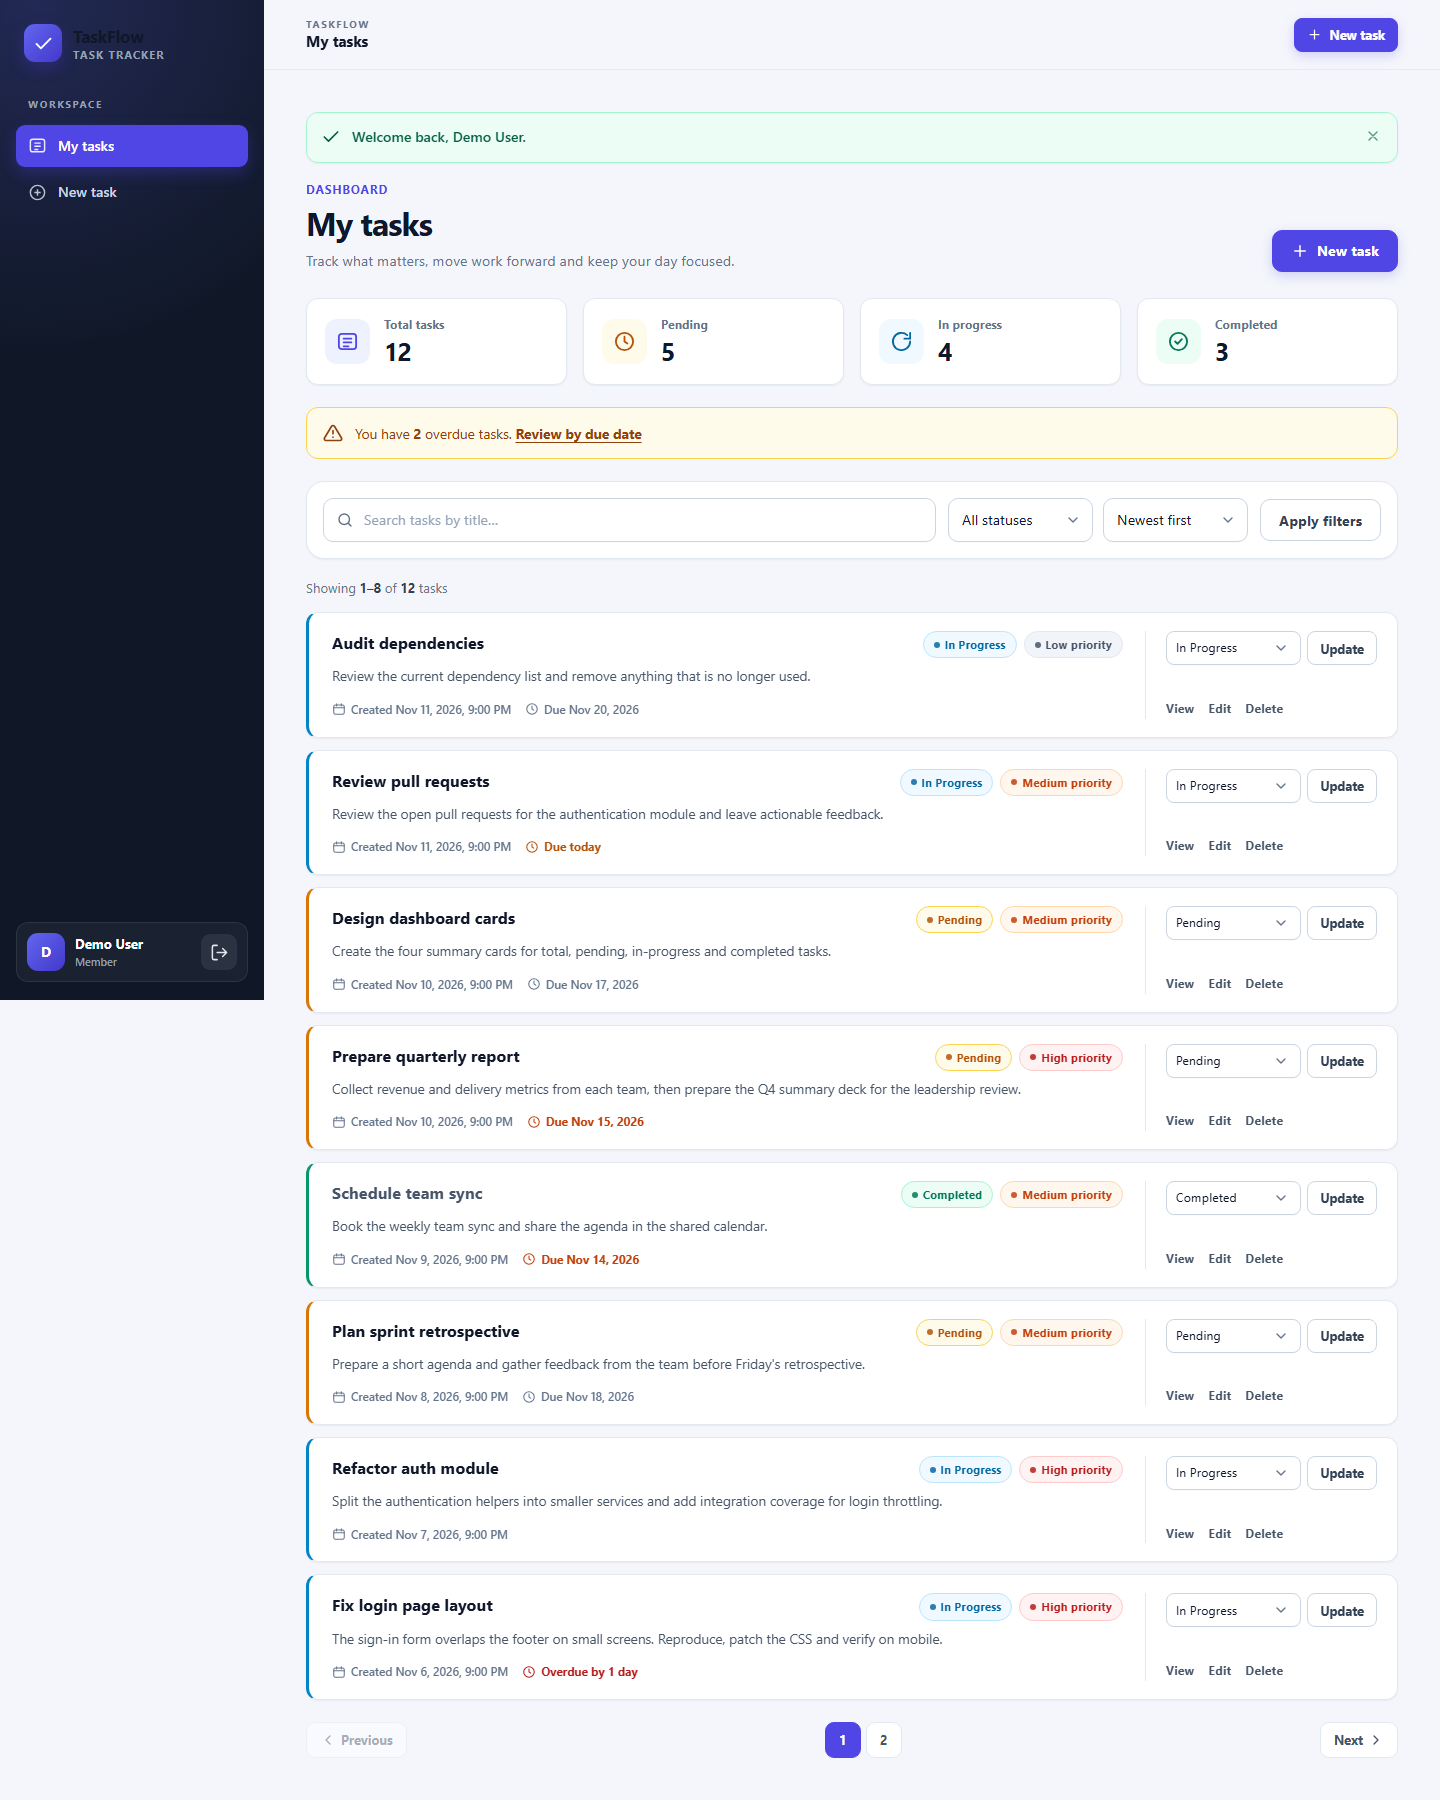 TaskFlow
TASK TRACKER
WORKSPACE
My tasks
New task
D
Demo User
Member
TASKFLOW
My tasks
New task
Welcome back, Demo User.
DASHBOARD
My tasks
Track what matters, move work forward and keep your day focused.
New task
Total tasks
12
Pending
5
In progress
4
Completed
3
You have 2 overdue tasks. Review by due date
Search tasks by title...
All statuses
Newest first
Apply filters
Showing 1–8 of 12 tasks
Audit dependencies
In Progress
Low priority
Review the current dependency list and remove anything that is no longer used.
Created Nov 11, 2026, 9:00 PM
Due Nov 20, 2026
In Progress
Update
View
Edit
Delete
Review pull requests
In Progress
Medium priority
Review the open pull requests for the authentication module and leave actionable feedback.
Created Nov 11, 2026, 9:00 PM
Due today
In Progress
Update
View
Edit
Delete
Design dashboard cards
Pending
Medium priority
Create the four summary cards for total, pending, in-progress and completed tasks.
Created Nov 10, 2026, 9:00 PM
Due Nov 17, 2026
Pending
Update
View
Edit
Delete
Prepare quarterly report
Pending
High priority
Collect revenue and delivery metrics from each team, then prepare the Q4 summary deck for the leadership review.
Created Nov 10, 2026, 9:00 PM
Due Nov 15, 2026
Pending
Update
View
Edit
Delete
Schedule team sync
Completed
Medium priority
Book the weekly team sync and share the agenda in the shared calendar.
Created Nov 9, 2026, 9:00 PM
Due Nov 14, 2026
Completed
Update
View
Edit
Delete
Plan sprint retrospective
Pending
Medium priority
Prepare a short agenda and gather feedback from the team before Friday's retrospective.
Created Nov 8, 2026, 9:00 PM
Due Nov 18, 2026
Pending
Update
View
Edit
Delete
Refactor auth module
In Progress
High priority
Split the authentication helpers into smaller services and add integration coverage for login throttling.
Created Nov 7, 2026, 9:00 PM
In Progress
Update
View
Edit
Delete
Fix login page layout
In Progress
High priority
The sign-in form overlaps the footer on small screens. Reproduce, patch the CSS and verify on mobile.
Created Nov 6, 2026, 9:00 PM
Overdue by 1 day
In Progress
Update
View
Edit
Delete
Previous
1
2
Next